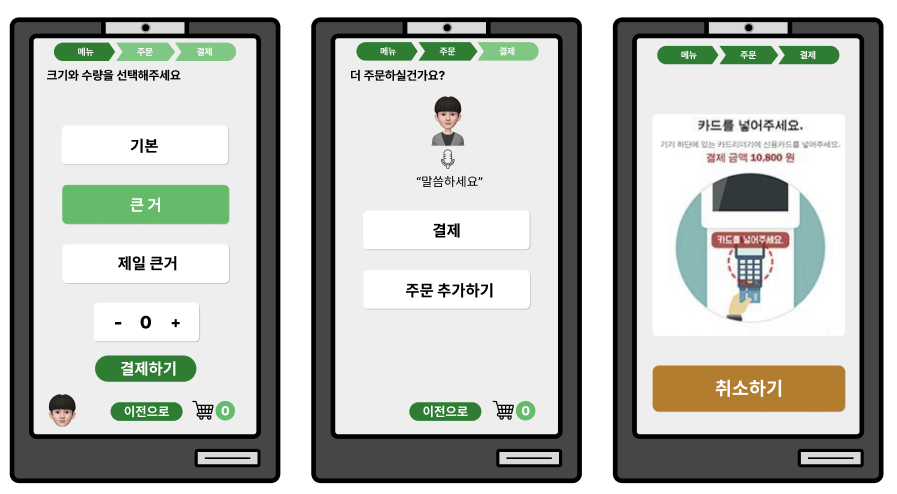 메뉴 주문 결제
크기와 수량을 선택해주세요
기본
큰 거
제일 큰거
- 0 +
결제하기
이전으로 0
메뉴 주문 결제
더 주문하실건가요?
“말씀하세요”
결제
주문 추가하기
이전으로 0
메뉴 주문 결제
카드를 넣어주세요.
기기 하단에 있는 카드리더기에 신용카드를 넣어주세요.
결제 금액 10,800 원
카드를 넣어주세요.
취소하기